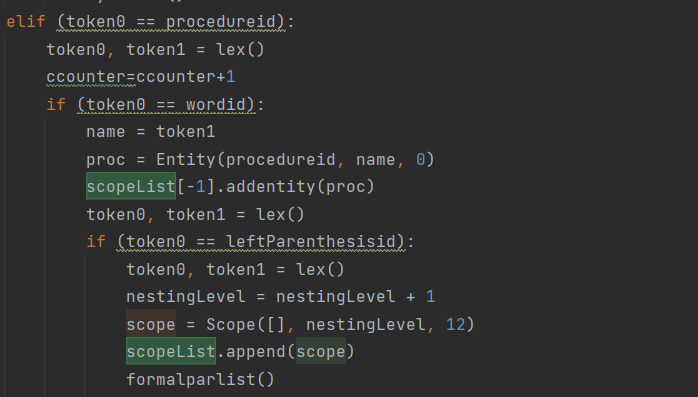 elif (token0 == procedureid):
token0, token1 = lex()
ccounter=ccounter+1
if (token0 == wordid):
name = token1
proc = Entity(procedureid, name, 0)
scopeList[-1].addentity(proc)
token0, token1 = lex()
if (token0 == leftParenthesisid):
token0, token1 = lex()
nestingLevel = nestingLevel + 1
scope = Scope([], nestingLevel, 12)
scopeList.append(scope)
formalparlist()